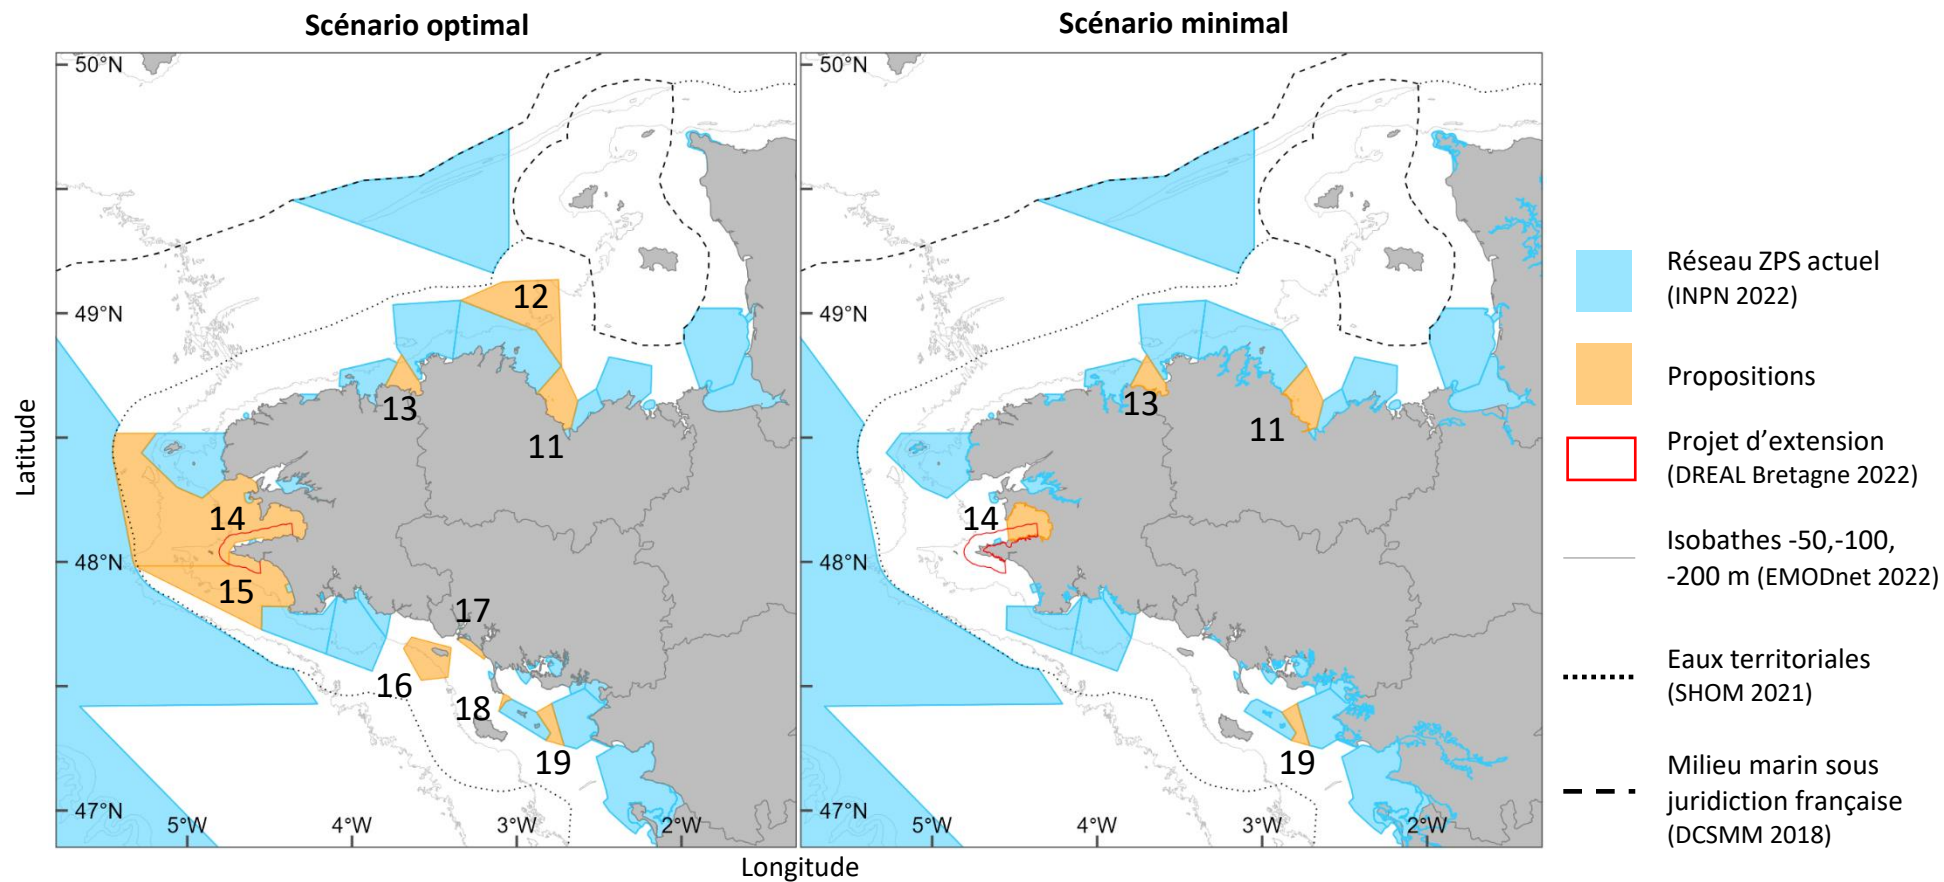 Scénario optimal
Scénario minimal
50°N
49°N
48°N
47°N
5°W
4°W
3°W
2°W
12
13
11
14
15
17
16
18
19
50°N
49°N
48°N
47°N
5°W
4°W
3°W
2°W
13
11
14
19
Latitude
Longitude
Réseau ZPS actuel
(INPN 2022)
Propositions
Projet d’extension
(DREAL Bretagne 2022)
Isobathes -50,-100,
-200 m (EMODnet 2022)
Eaux territoriales
(SHOM 2021)
Milieu marin sous
juridiction française
(DCSMM 2018)